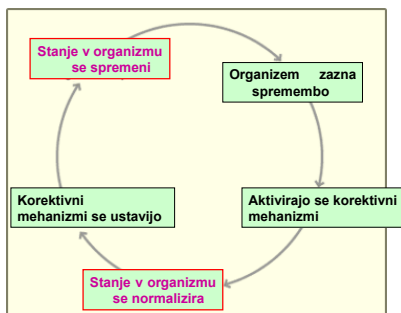 Stanje v organizmu
se spremeni
Organizem zazna
spremembo
Aktivirajo se korektivni
mehanizmi
Stanje v organizmu
se normalizira
Korektivni
mehanizmi se ustavijo